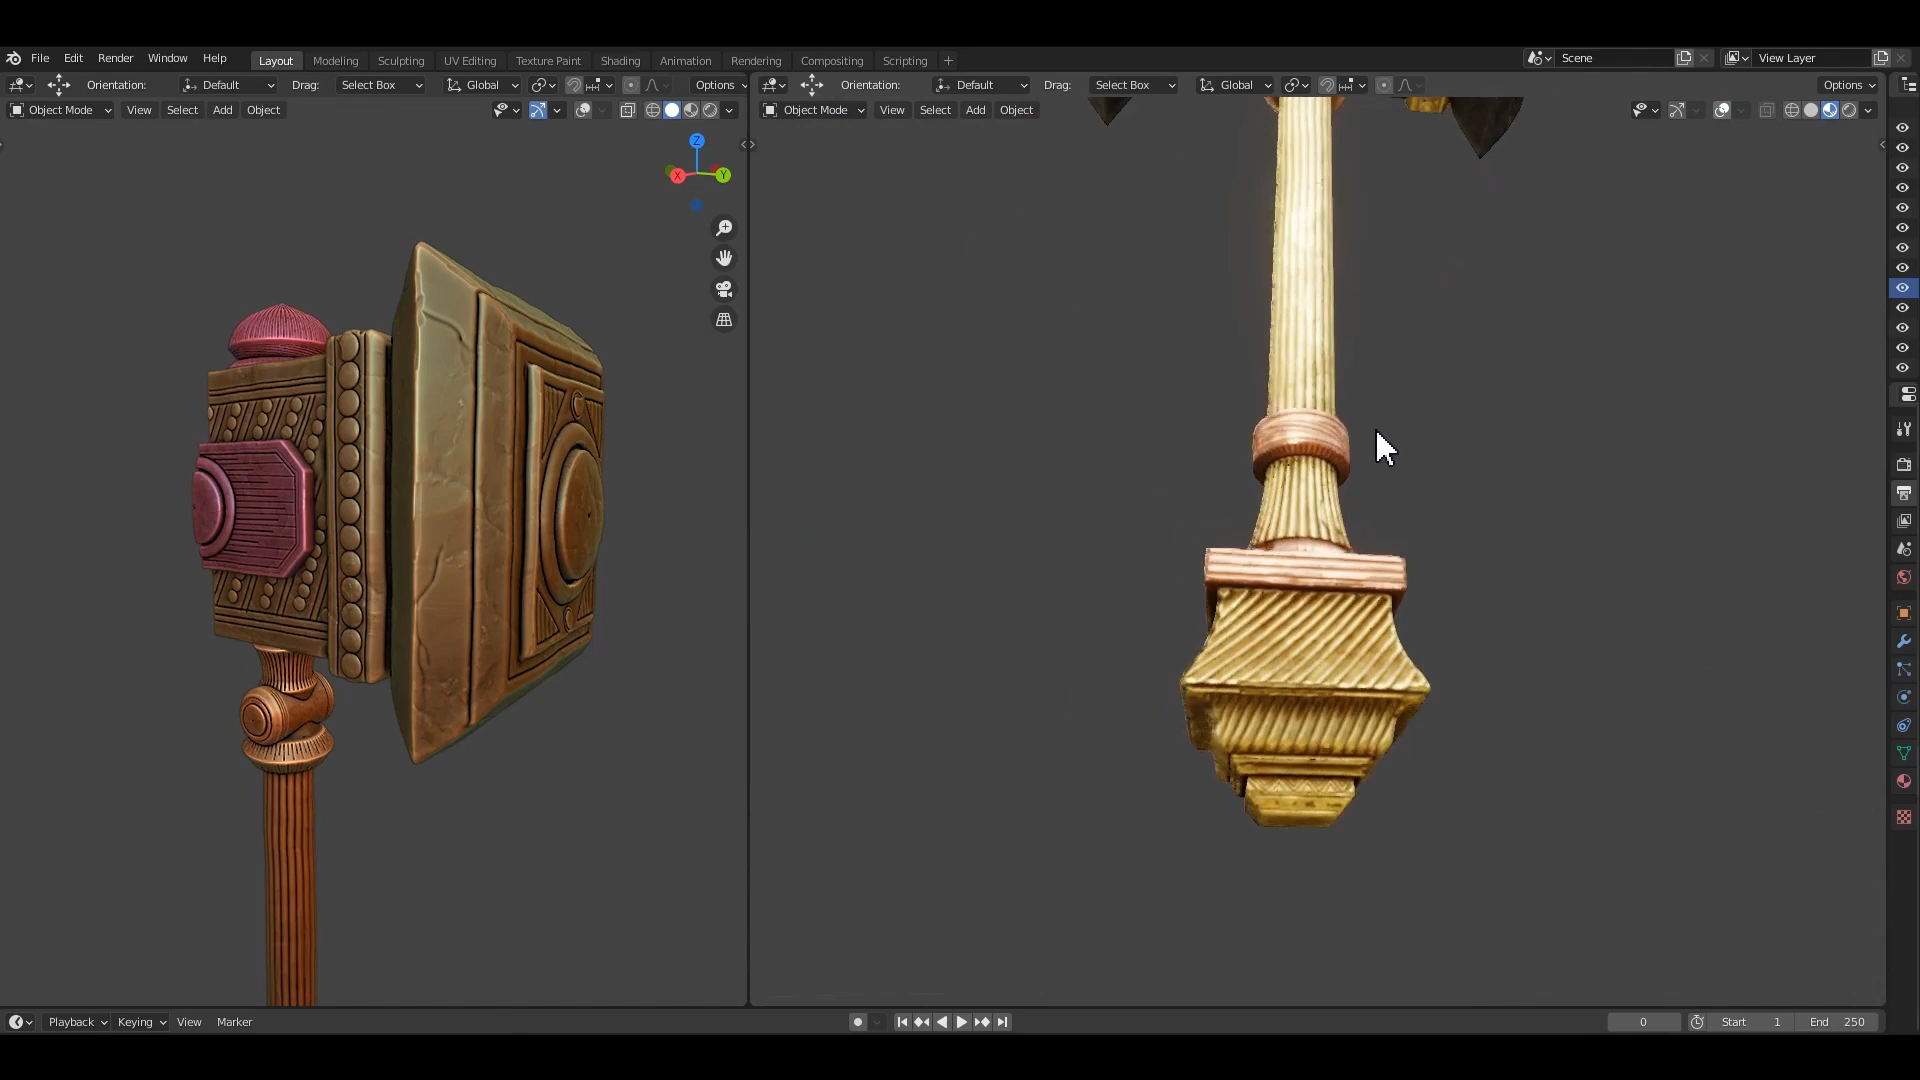 File Edit Render Window Help Layout Modeling Sculpting UV Editing Texture Paint Shading Animation Rendering Compositing Scripting + Scene View Layer
Orientation: Default Drag: Select Box Global Options Orientation: Default Drag: Select Box Global Options
Object Mode View Select Add Object Object Mode View Select Add Object
Z
X Y
Playback Keying View Marker 0 Start 1 End 250